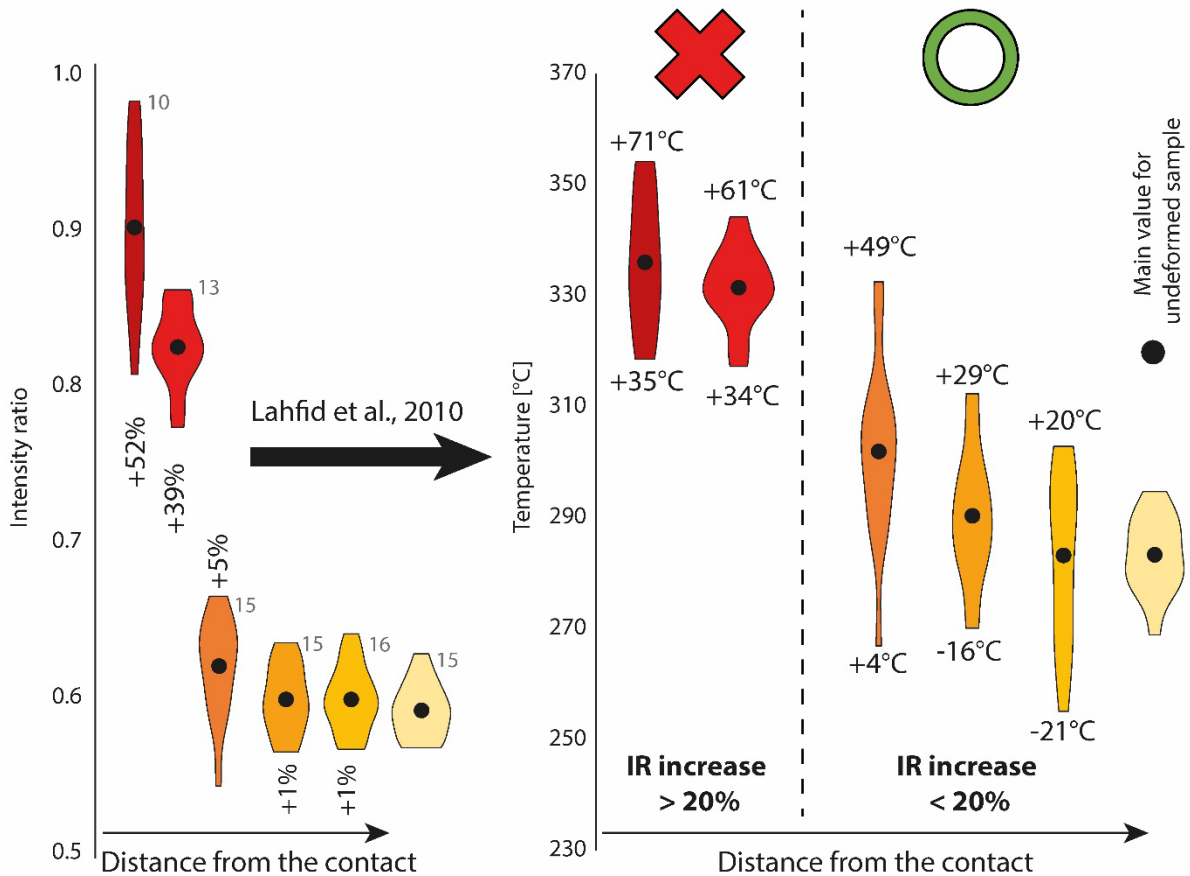 1.0
0.9
0.8
0.7
0.6
0.5
Intensity ratio
10
13
+52%
+39%
+5%
15
15
16
15
+1%
+1%
Distance from the contact
Lahfid et al., 2010
370
350
330
310
290
270
250
230
Temperature [°C]
+71°C
+61°C
+35°C
+34°C
+49°C
+29°C
+20°C
+4°C
-16°C
-21°C
IR increase
> 20%
IR increase
< 20%
Distance from the contact
Main value for
undeformed sample